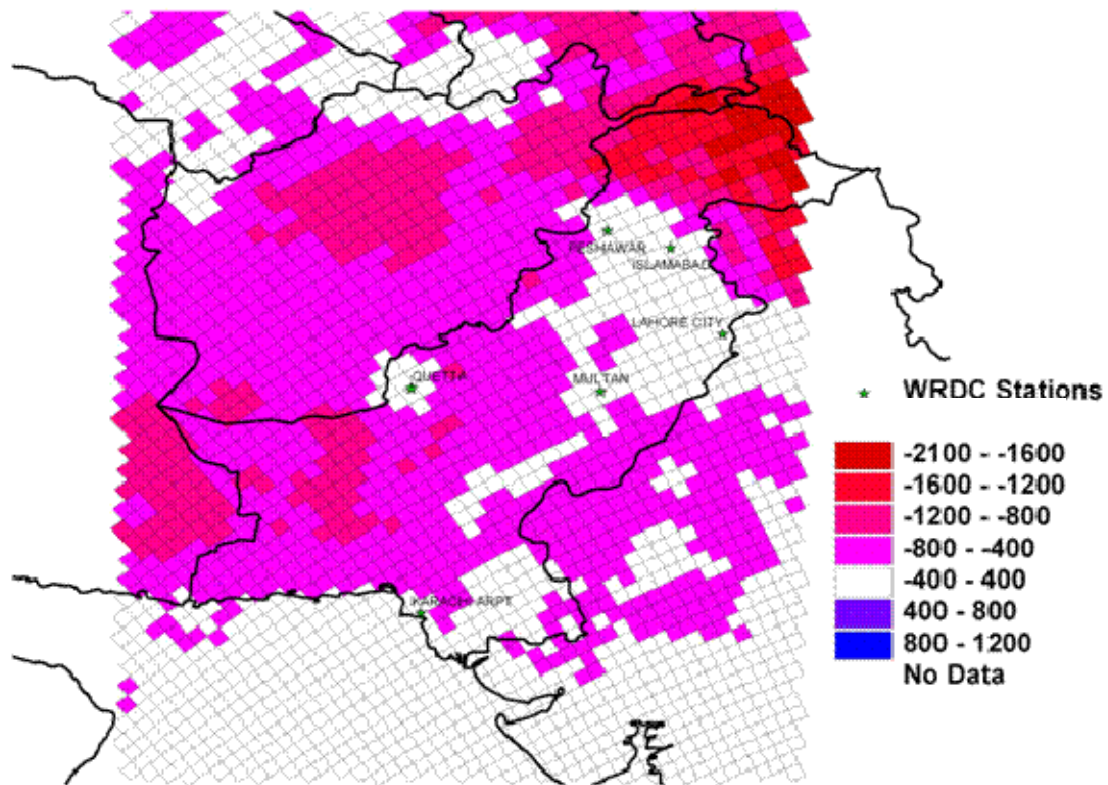 PESHAWAR
ISLAMABAD
LAHORE CITY
QUETTA
MULTAN
WRDC Stations
-2100 - -1600
-1600 - -1200
-1200 - -800
-800 - -400
-400 - 400
400 - 800
800 - 1200
No Data
KARACHI ARPT